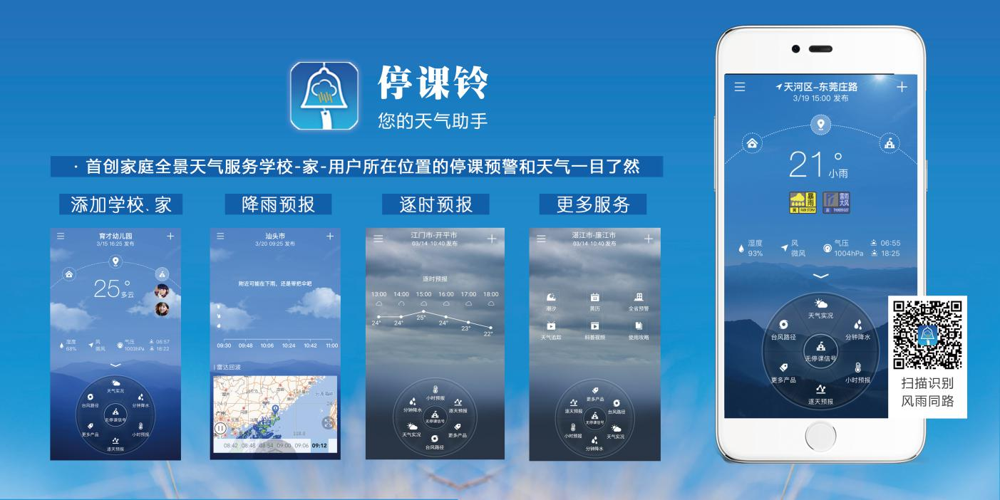 停课铃
您的天气助手
· 首创家庭全景天气服务学校-家-用户所在位置的停课预警和天气一目了然
添加学校、家
降雨预报
逐时预报
更多服务
育才幼儿园
3/15 16:25 发布
25°多云
湿度 68%
风 微风
气压 1003hPa
06:57
18:22
天气实况
台风路径
分钟降水
无停课信号
更多产品
小时预报
逐天预报
汕头市
3/20 09:25 发布
附近可能在下雨，还是带把伞吧
09:30 09:48 10:06 10:24 10:42 11:00
雷达回波
广州
118.0
08:42 08:48 08:54 09:00 09:06 09:12
江门市-开平市
03/14 10:40 发布
逐时预报
13:00 14:00 15:00 16:00 17:00 18:00
24° 24° 25° 24° 23° 22°
小时预报
分钟降水
逐天预报
无停课信号
天气实况
更多产品
台风路径
湛江市-廉江市
03/14 10:40 发布
潮汐
黄历
全省预警
天气追踪
科普视频
使用攻略
更多产品
逐天预报
台风路径
无停课信号
小时预报
天气实况
分钟降水
天河区-东莞庄路
3/19 15:00 发布
21°小雨
暴雨
黄 RAIN STORM
雷雨大风
湿度 93%
风 微风
气压 1004hPa
06:55
18:25
天气实况
台风路径
分钟降水
无停课信号
更多产品
小时预报
逐天预报
扫描识别
风雨同路